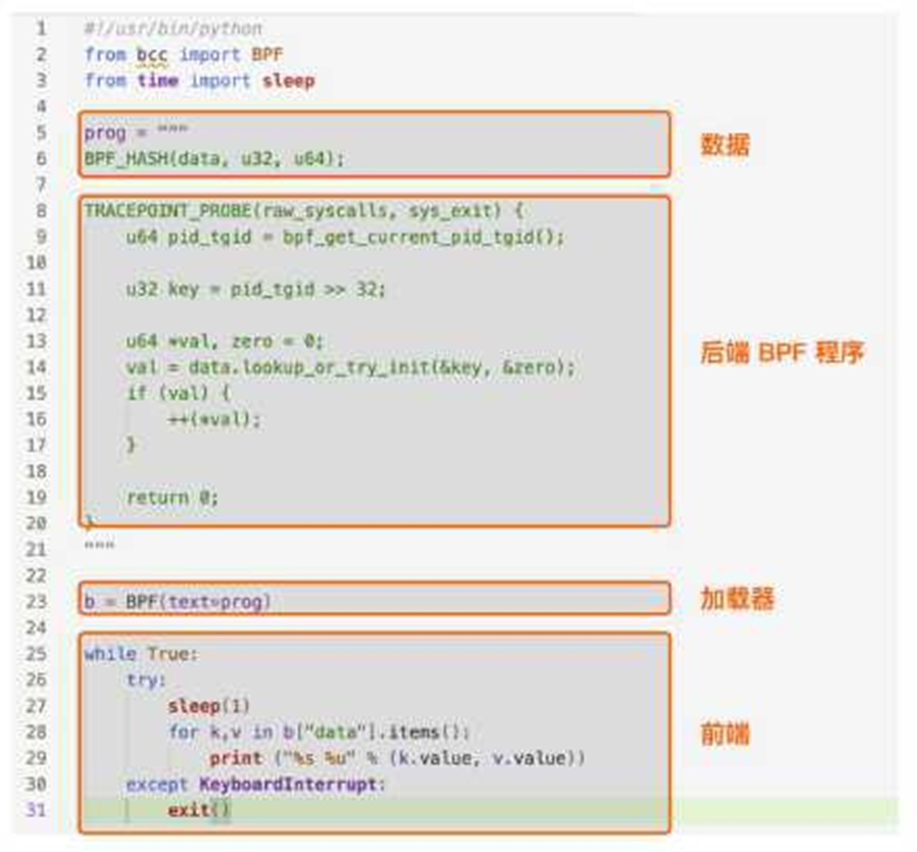 1 #!/usr/bin/python
2 from bcc import BPF
3 from time import sleep
4
5 prog = """
6 BPF_HASH(data, u32, u64);
数据
7
8 TRACEPOINT_PROBE(raw_syscalls, sys_exit) {
9 u64 pid_tgid = bpf_get_current_pid_tgid();
10
11 u32 key = pid_tgid >> 32;
12
13 u64 *val, zero = 0;
14 val = data.lookup_or_try_init(&key, &zero);
后端 BPF 程序
15 if (val) {
16 ++(*val);
17 }
18
19 return 0;
20 }
21 """
22
23 b = BPF(text=prog)
加载器
24
25 while True:
26 try:
27 sleep(1)
28 for k,v in b["data"].items():
前端
29 print ("%s %u" % (k.value, v.value))
30 except KeyboardInterrupt:
31 exit()